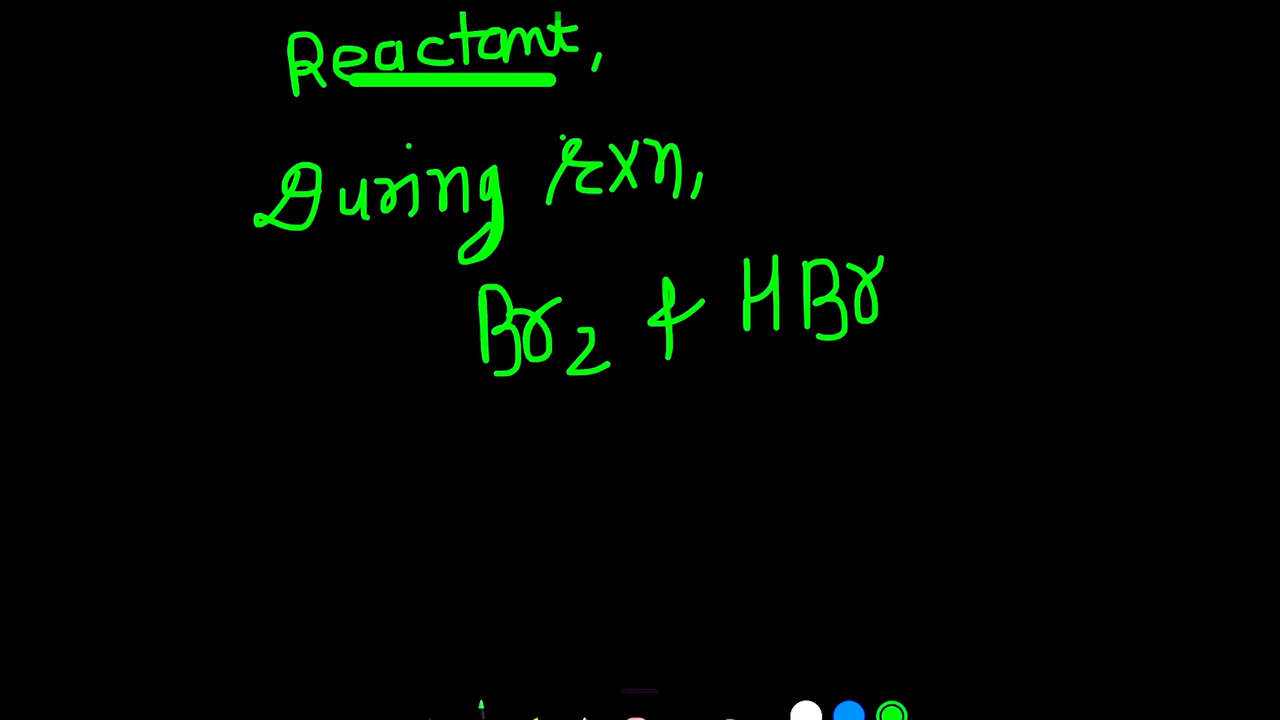 Reactant,
During rxn,
Br₂ & HBr